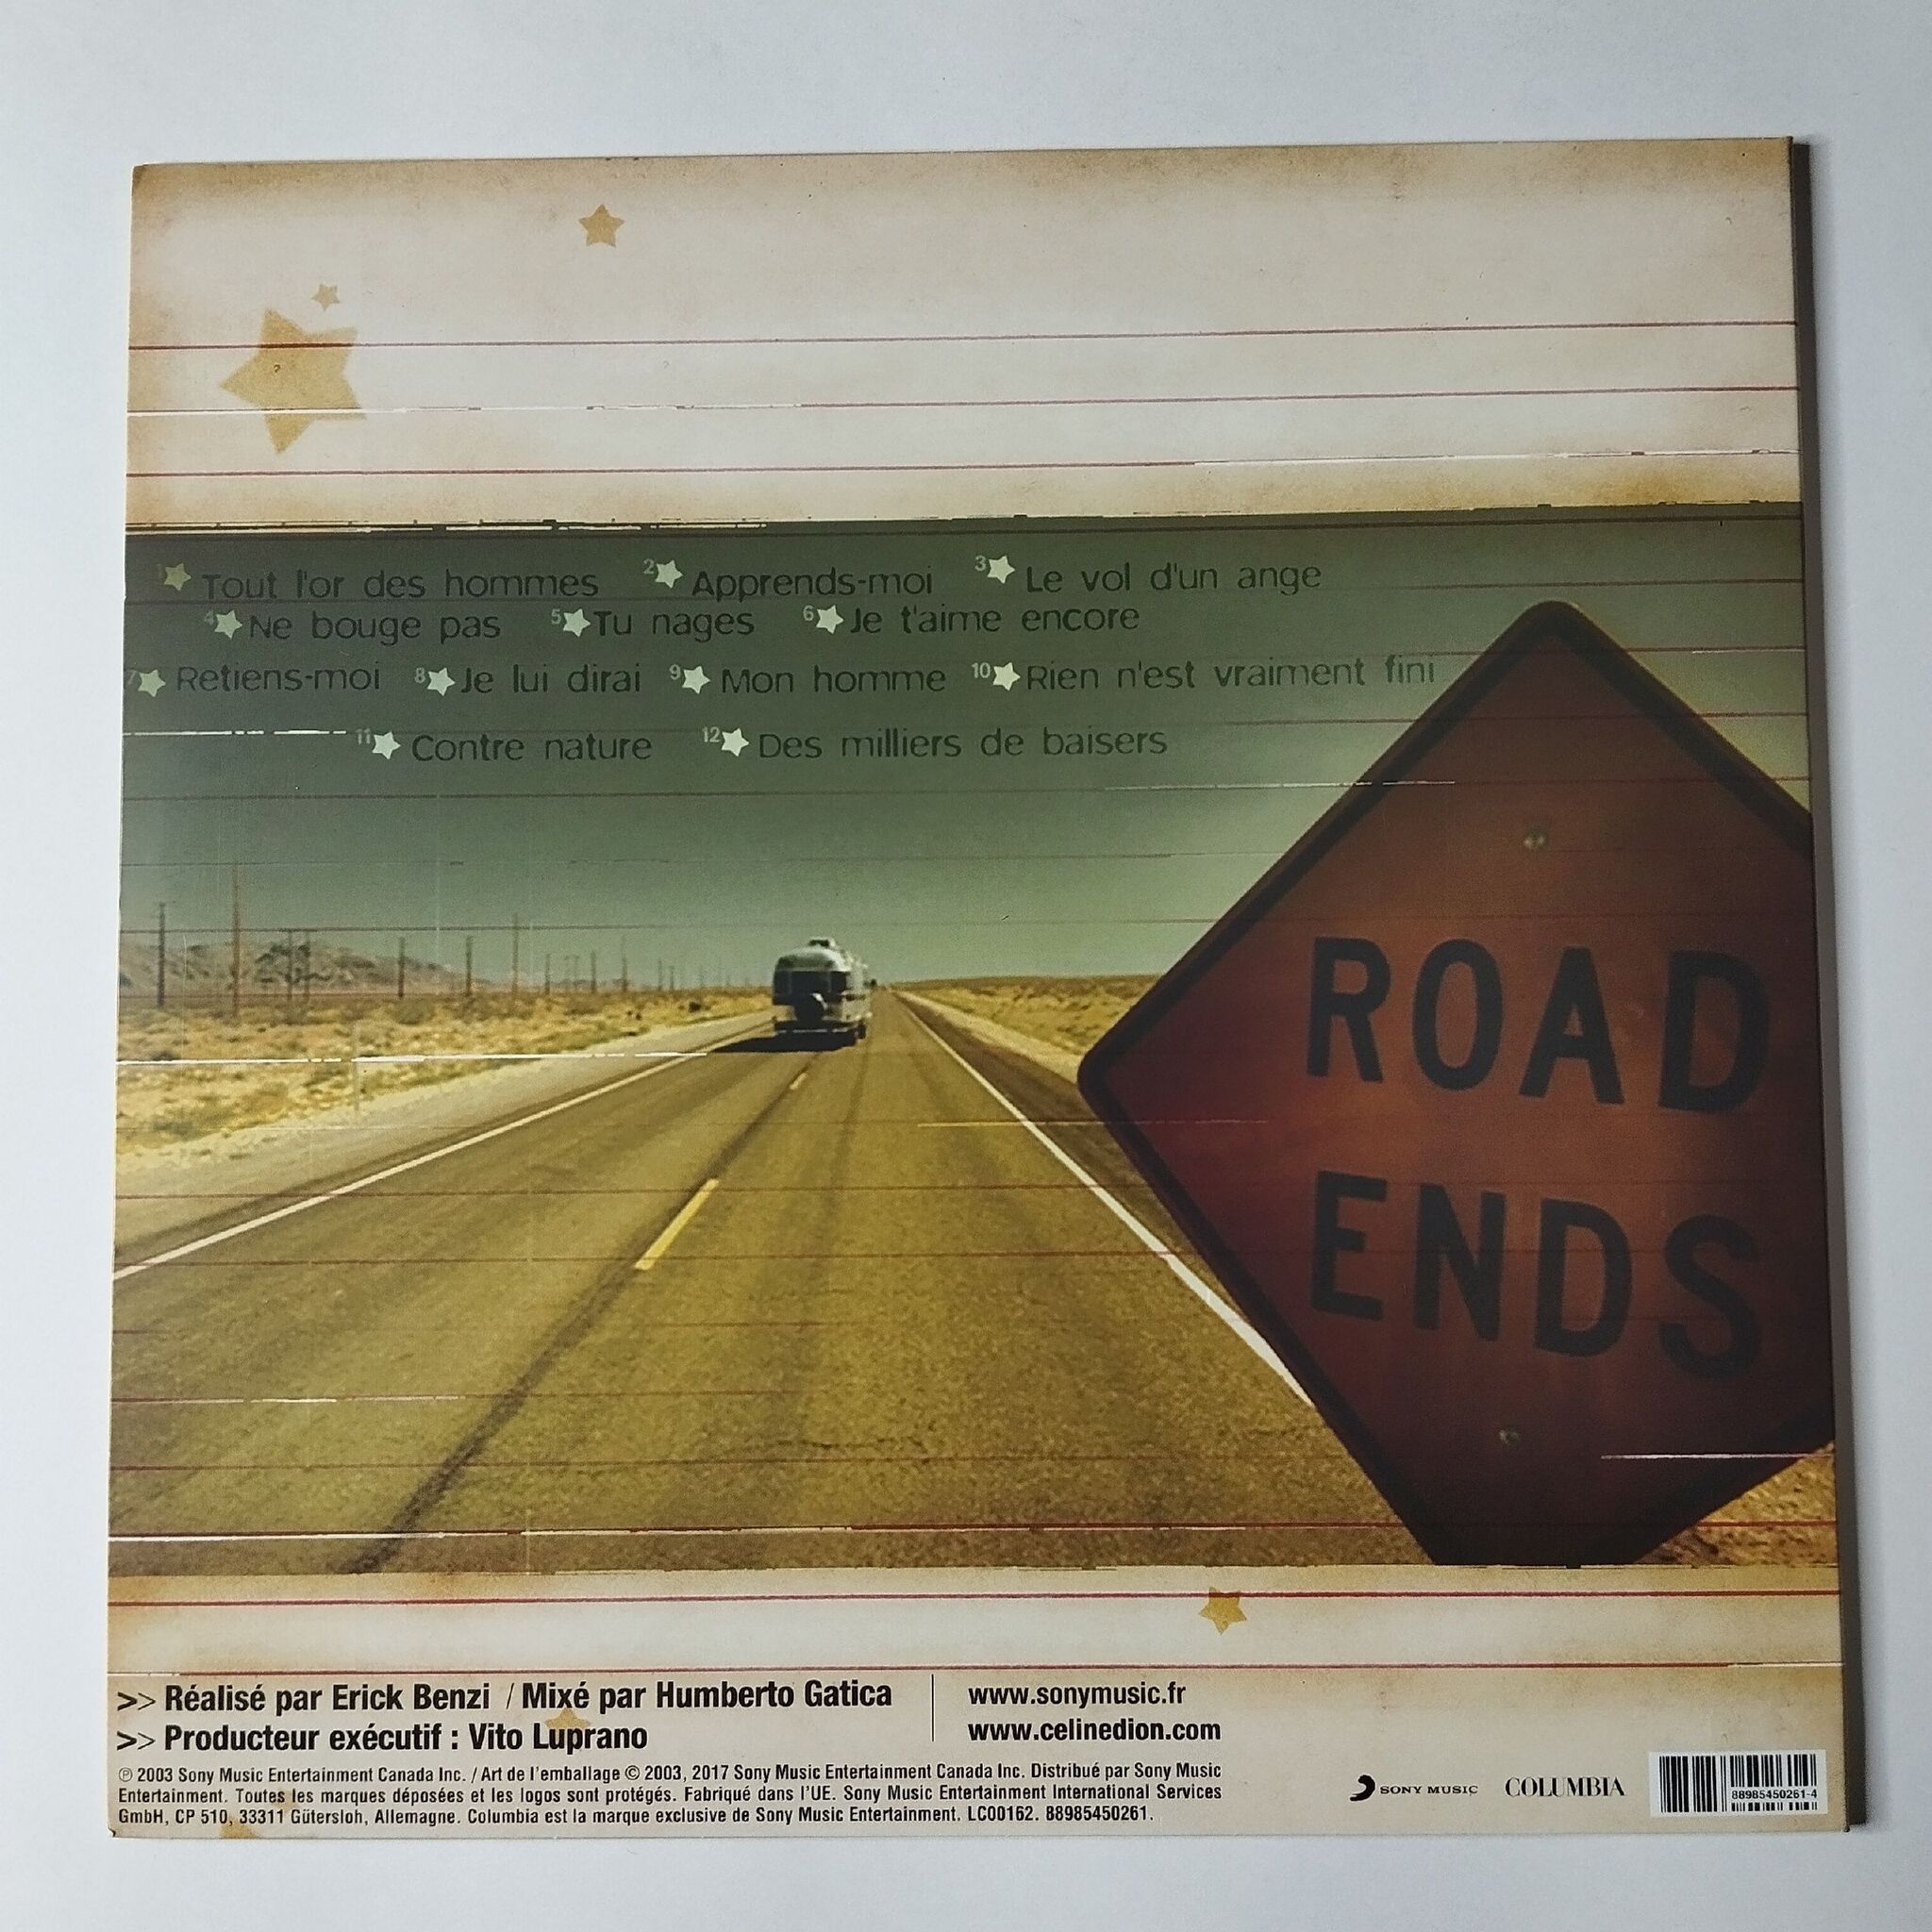 1 Tout l'or des hommes 2 Apprends-moi 3 Le vol d'un ange
4 Ne bouge pas 5 Tu nages 6 Je t'aime encore
7 Retiens-moi 8 Je lui dirai 9 Mon homme 10 Rien n'est vraiment fini
11 Contre nature 12 Des milliers de baisers
ROAD
ENDS
>> Réalisé par Erick Benzi / Mixé par Humberto Gatica
>> Producteur exécutif : Vito Luprano
www.sonymusic.fr
www.celinedion.com
℗ 2003 Sony Music Entertainment Canada Inc. / Art de l'emballage © 2003, 2017 Sony Music Entertainment Canada Inc. Distribué par Sony Music
Entertainment. Toutes les marques déposées et les logos sont protégés. Fabriqué dans l'UE. Sony Music Entertainment International Services
GmbH, CP 510, 33311 Gütersloh, Allemagne. Columbia est la marque exclusive de Sony Music Entertainment. LC00162. 88985450261.
SONY MUSIC
COLUMBIA
88985450261-4